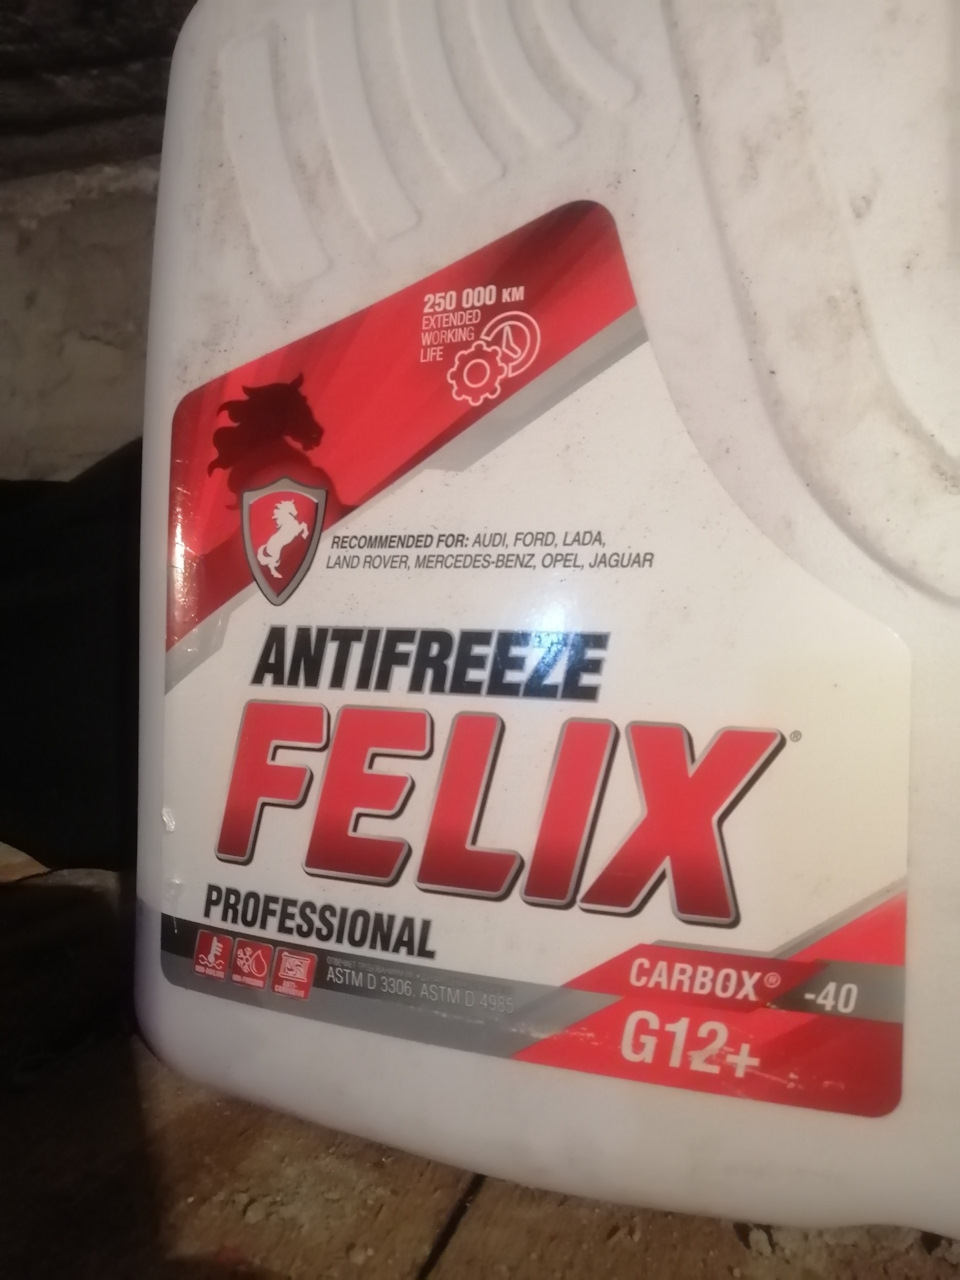 250 000 KM
EXTENDED
WORKING
LIFE
RECOMMENDED FOR: AUDI, FORD, LADA,
LAND ROVER, MERCEDES-BENZ, OPEL, JAGUAR
ANTIFREEZE
FELIX®
PROFESSIONAL
ANTI-
ASTM D 3306, ASTM D 4985
CARBOX® -40
G12+